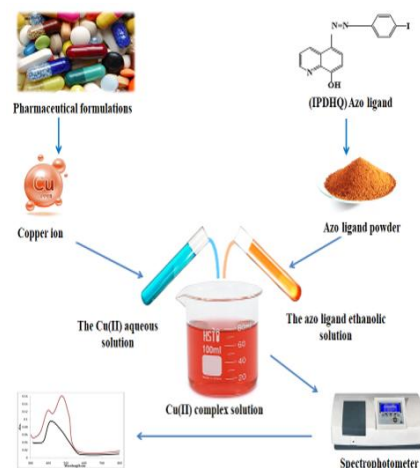 N=N
I
N
OH
Pharmaceutical formulations
(IPDHQ) Azo ligand
Cu
Copper ion
Azo ligand powder
The Cu(II) aqueous
solution
The azo ligand ethanolic
solution
100ml
60
40
20
Cu(II) complex solution
Spectrophotometer